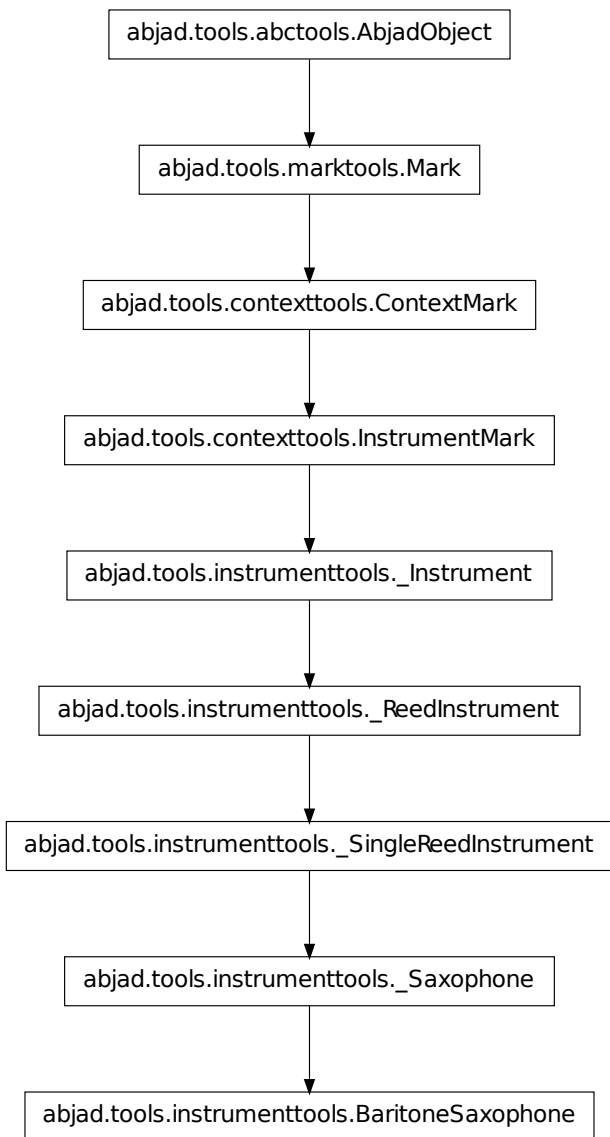 abjad.tools.abctools.AbjadObject
abjad.tools.marktools.Mark
abjad.tools.contexttools.ContextMark
abjad.tools.contexttools.InstrumentMark
abjad.tools.instrumenttools._Instrument
abjad.tools.instrumenttools._ReedInstrument
abjad.tools.instrumenttools._SingleReedInstrument
abjad.tools.instrumenttools._Saxophone
abjad.tools.instrumenttools.BaritoneSaxophone